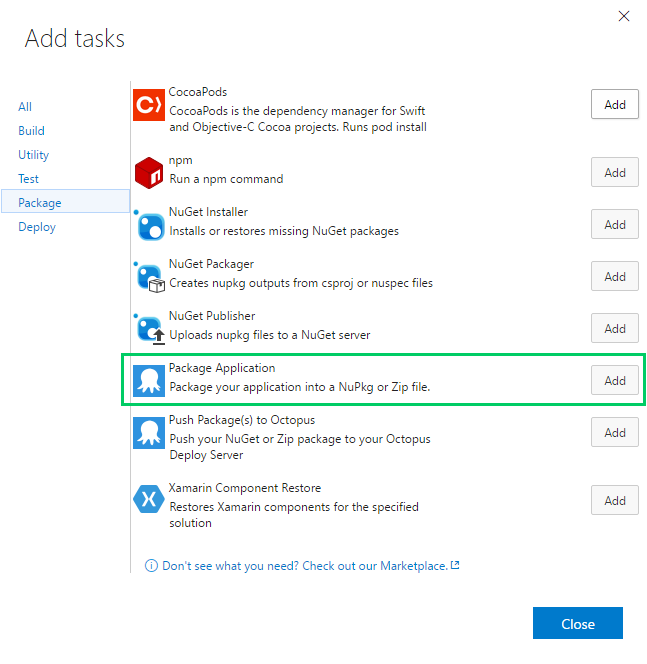 Add tasks
All
Build
Utility
Test
Package
Deploy
CocoaPods
CocoaPods is the dependency manager for Swift
and Objective-C Cocoa projects. Runs pod install
Add
npm
Run a npm command
Add
NuGet Installer
Installs or restores missing NuGet packages
Add
NuGet Packager
Creates nupkg outputs from csproj or nuspec files
Add
NuGet Publisher
Uploads nupkg files to a NuGet server
Add
Package Application
Package your application into a NuPkg or Zip file.
Add
Push Package(s) to Octopus
Push your NuGet or Zip package to your Octopus
Deploy Server
Add
Xamarin Component Restore
Restores Xamarin components for the specified
solution
Add
Don't see what you need? Check out our Marketplace.
Close